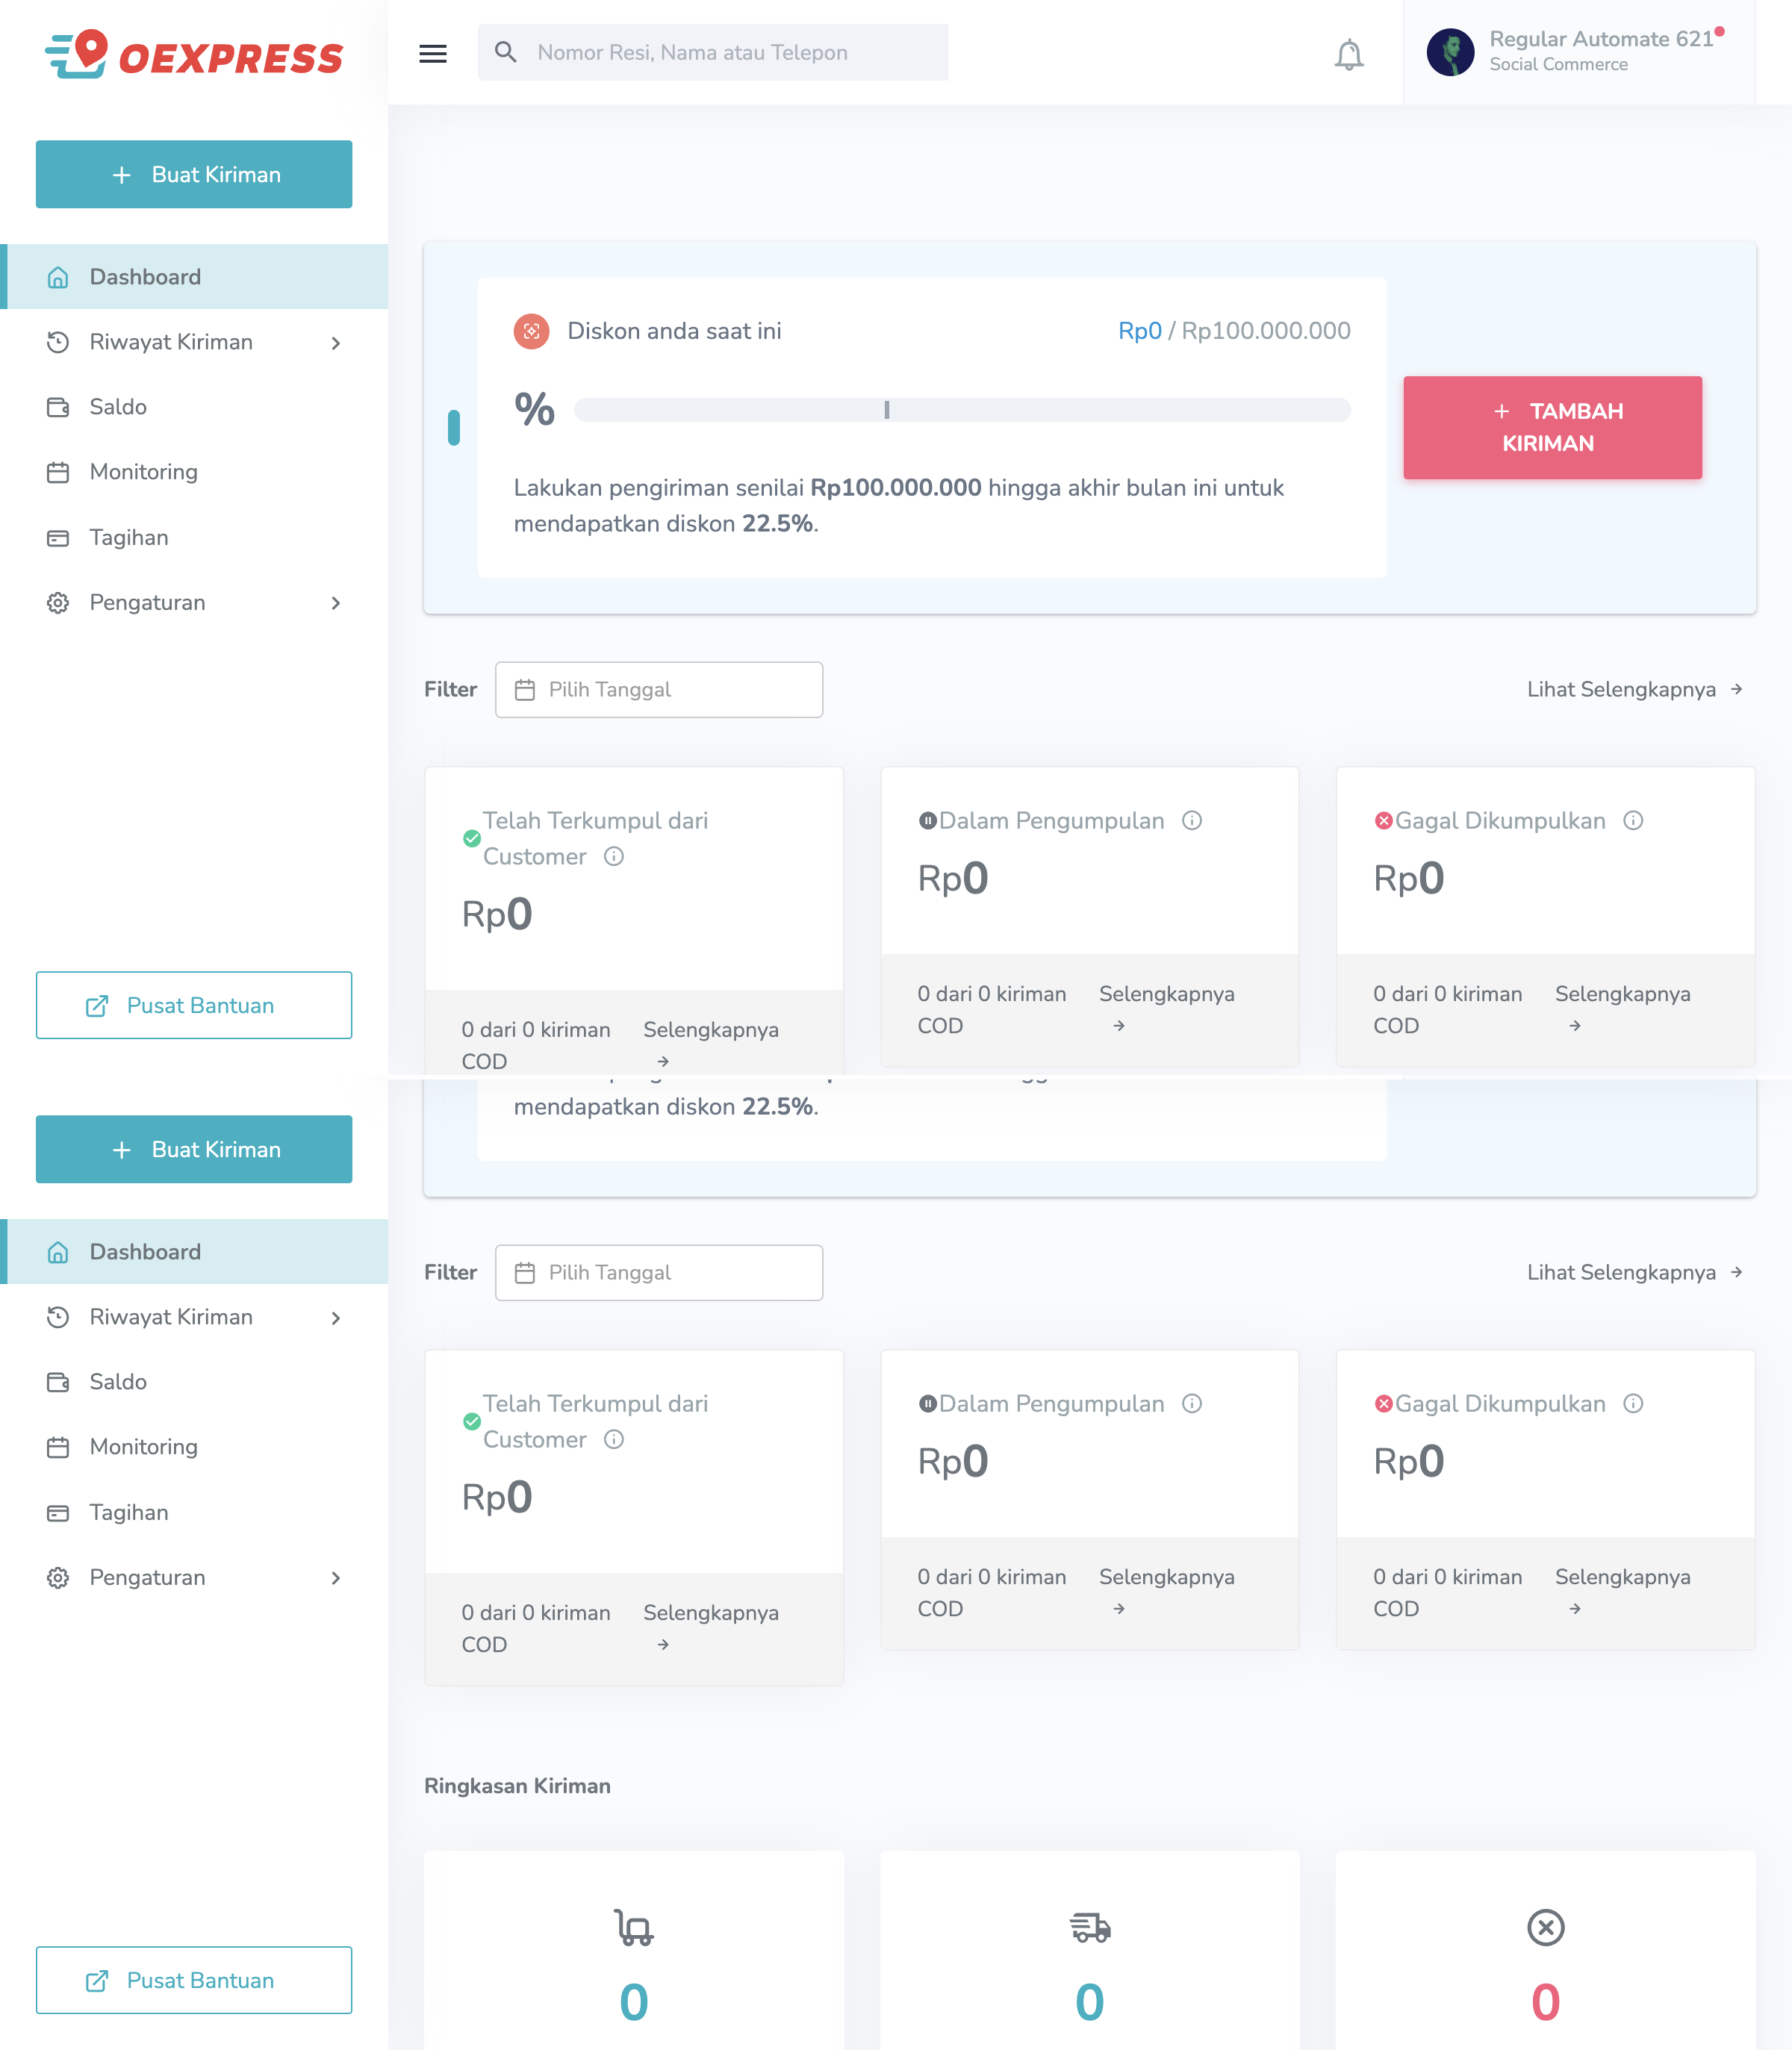 OEXPRESS
Nomor Resi, Nama atau Telepon
Regular Automate 621
Social Commerce
Buat Kiriman
Dashboard
Riwayat Kiriman
Saldo
Monitoring
Tagihan
Pengaturan
Pusat Bantuan
Diskon anda saat ini
Rp0 / Rp100.000.000
%
Lakukan pengiriman senilai Rp100.000.000 hingga akhir bulan ini untuk
mendapatkan diskon 22.5%.
+ TAMBAH
KIRIMAN
Filter
Pilih Tanggal
Lihat Selengkapnya →
Telah Terkumpul dari
Customer
Rp0
0 dari 0 kiriman
COD
Selengkapnya
→
Dalam Pengumpulan
Rp0
0 dari 0 kiriman
COD
Selengkapnya
→
Gagal Dikumpulkan
Rp0
0 dari 0 kiriman
COD
Selengkapnya
→
Buat Kiriman
Dashboard
Riwayat Kiriman
Saldo
Monitoring
Tagihan
Pengaturan
Pusat Bantuan
mendapatkan diskon 22.5%.
Filter
Pilih Tanggal
Lihat Selengkapnya →
Telah Terkumpul dari
Customer
Rp0
0 dari 0 kiriman
COD
Selengkapnya
→
Dalam Pengumpulan
Rp0
0 dari 0 kiriman
COD
Selengkapnya
→
Gagal Dikumpulkan
Rp0
0 dari 0 kiriman
COD
Selengkapnya
→
Ringkasan Kiriman
0
0
0